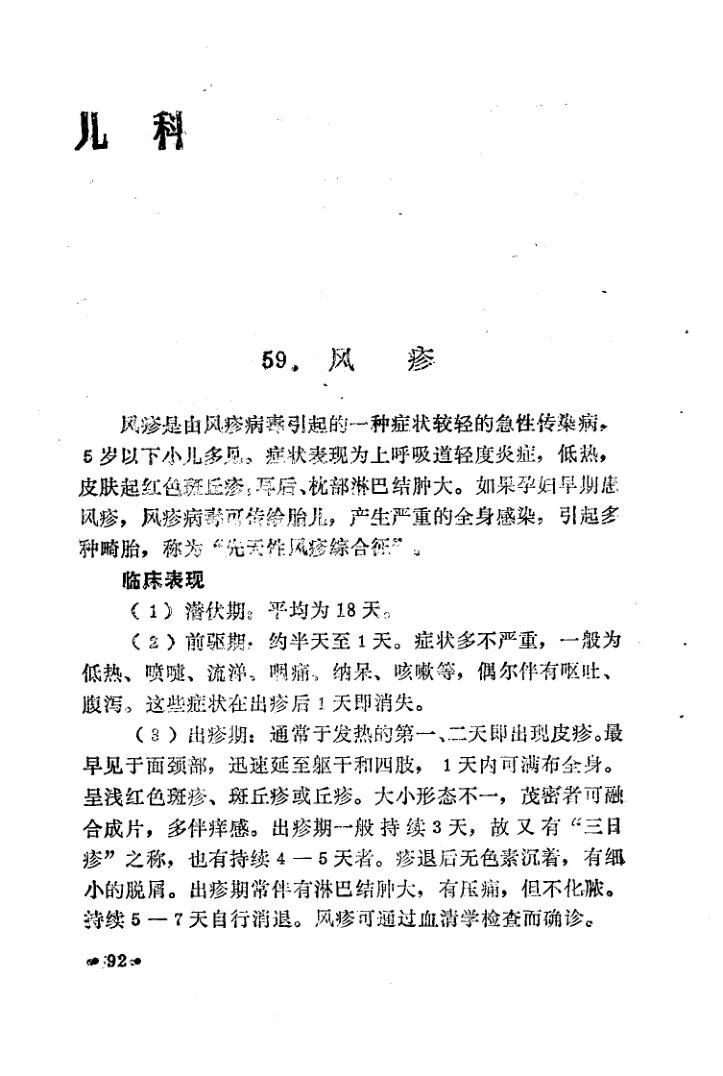 儿 科
59. 风 疹
风疹是由风疹病毒引起的一种症状较轻的急性传染病，
5岁以下小儿多见。症状表现为上呼吸道轻度炎症，低热，
皮肤起红色斑丘疹，耳后、枕部淋巴结肿大。如果孕妇早期患
风疹，风疹病毒可传给胎儿，产生严重的全身感染，引起多
种畸胎，称为“先天性风疹综合征”。
临床表现
（1）潜伏期：平均为18天。
（2）前驱期：约半天至1天。症状多不严重，一般为
低热、喷嚏、流涕、咽痛、纳呆、咳嗽等，偶尔伴有呕吐、
腹泻。这些症状在出疹后1天即消失。
（3）出疹期：通常于发热的第一、二天即出现皮疹。最
早见于面颈部，迅速延至躯干和四肢，1天内可满布全身。
呈浅红色斑疹、斑丘疹或丘疹。大小形态不一，茂密者可融
合成片，多伴痒感。出疹期一般持续3天，故又有“三日
疹”之称，也有持续4—5天者。疹退后无色素沉着，有细
小的脱屑。出疹期常伴有淋巴结肿大，有压痛，但不化脓。
持续5—7天自行消退。风疹可通过血清学检查而确诊。
•92•